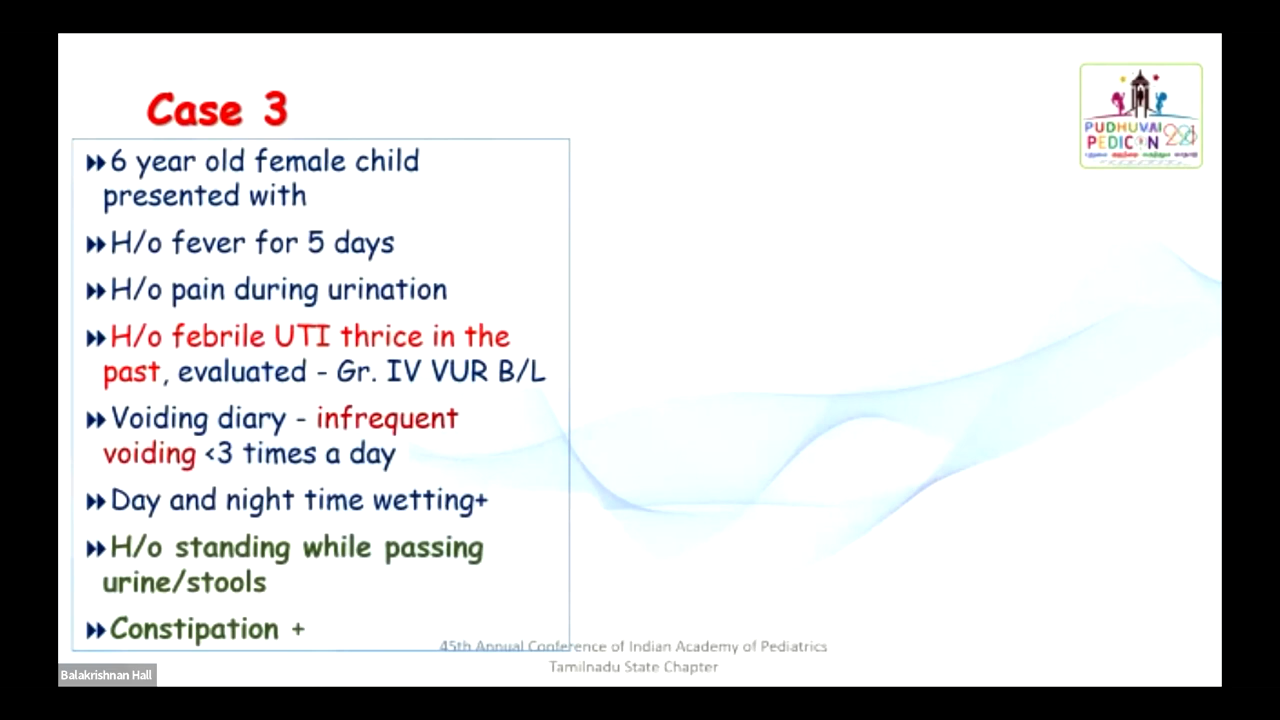 Case 3
6 year old female child
presented with
H/o fever for 5 days
H/o pain during urination
H/o febrile UTI thrice in the
past, evaluated - Gr. IV VUR B/L
Voiding diary - infrequent
voiding <3 times a day
Day and night time wetting+
H/o standing while passing
urine/stools
Constipation +
PUDHUVAI
PEDICON
45th Annual Conference of Indian Academy of Pediatrics
Tamilnadu State Chapter
Balakrishnan Hall